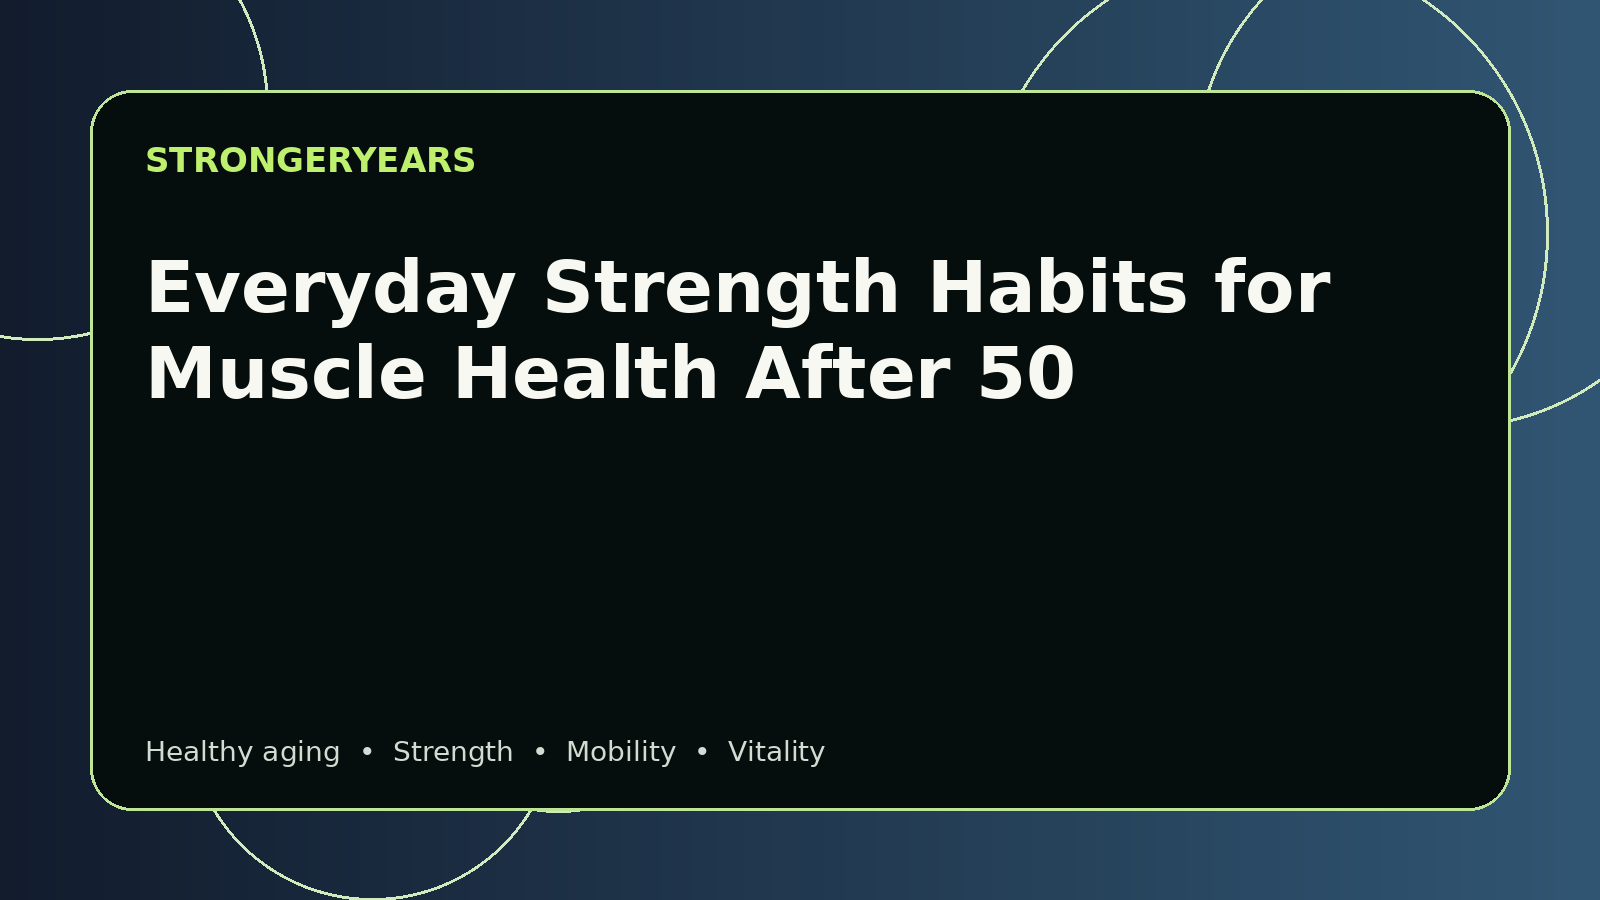 STRONGERYEARS
Everyday Strength Habits for
Muscle Health After 50
Healthy aging • Strength • Mobility • Vitality